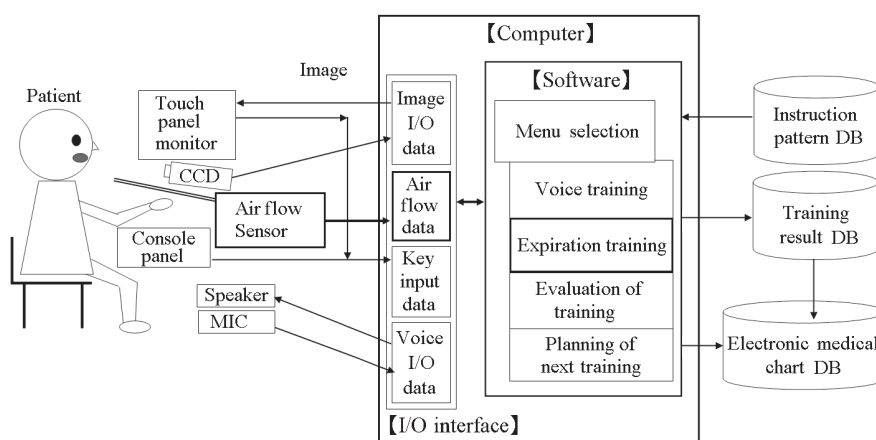 【Computer】
Image
【Software】
Patient
Touch
panel
monitor
Image
I/O
data
Menu selection
Instruction
pattern DB
CCD
Voice training
Air flow
Sensor
Air
flow
data
Training
result DB
Expiration training
Console
panel
Key
input
data
Evaluation of
training
Speaker
MIC
Voice
I/O
data
Planning of
next training
Electronic medical
chart DB
【I/O interface】